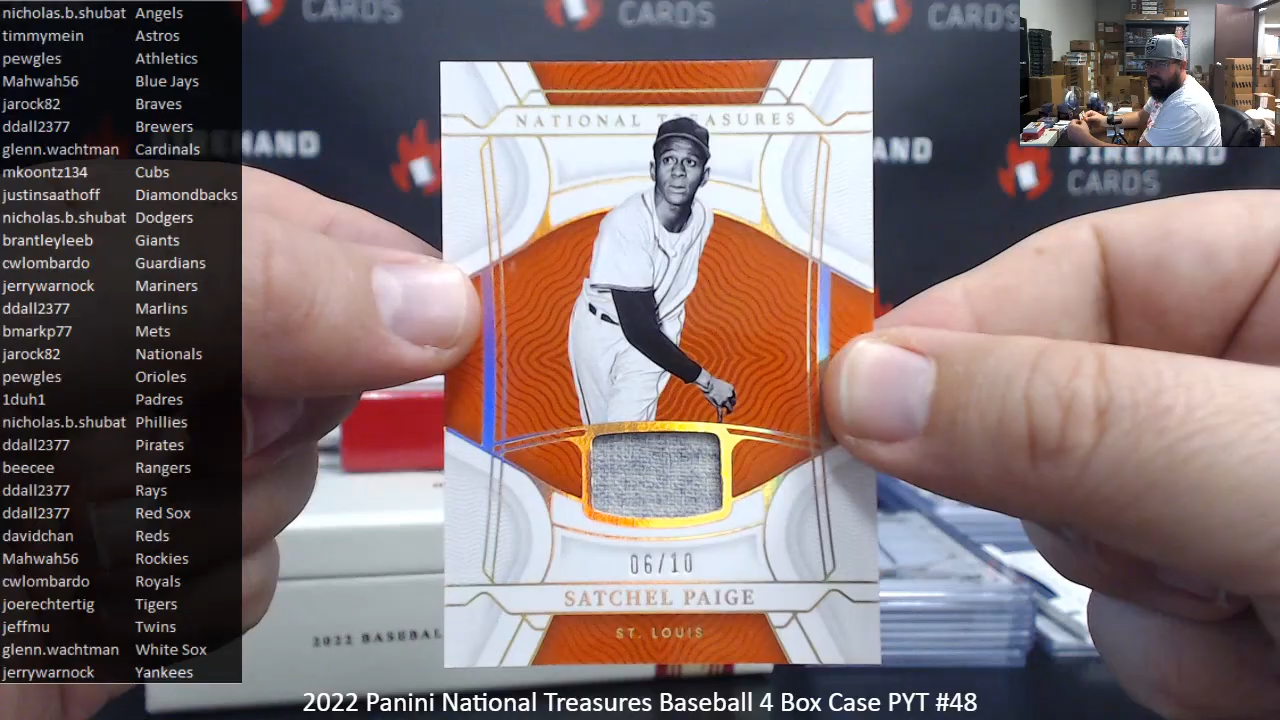 nicholas.b.shubat Angels
timmymein Astros
pewgles Athletics
Mahwah56 Blue Jays
jarock82 Braves
ddall2377 Brewers
glenn.wachtman Cardinals
mkoontz134 Cubs
justinsaathoff Diamondbacks
nicholas.b.shubat Dodgers
brantleyleeb Giants
cwlombardo Guardians
jerrywarnock Mariners
ddall2377 Marlins
bmarkp77 Mets
jarock82 Nationals
pewgles Orioles
1duh1 Padres
nicholas.b.shubat Phillies
ddall2377 Pirates
beecee Rangers
ddall2377 Rays
ddall2377 Red Sox
davidchan Reds
Mahwah56 Rockies
cwlombardo Royals
joerechtertig Tigers
jeffmu Twins
glenn.wachtman White Sox
jerrywarnock Yankees
CARDS
CARDS
CARDS
FIREHAND
CARDS
NATIONAL TREASURES
06/10
SATCHEL PAIGE
ST. LOUIS
2022 BASEBAL
2022 Panini National Treasures Baseball 4 Box Case PYT #48